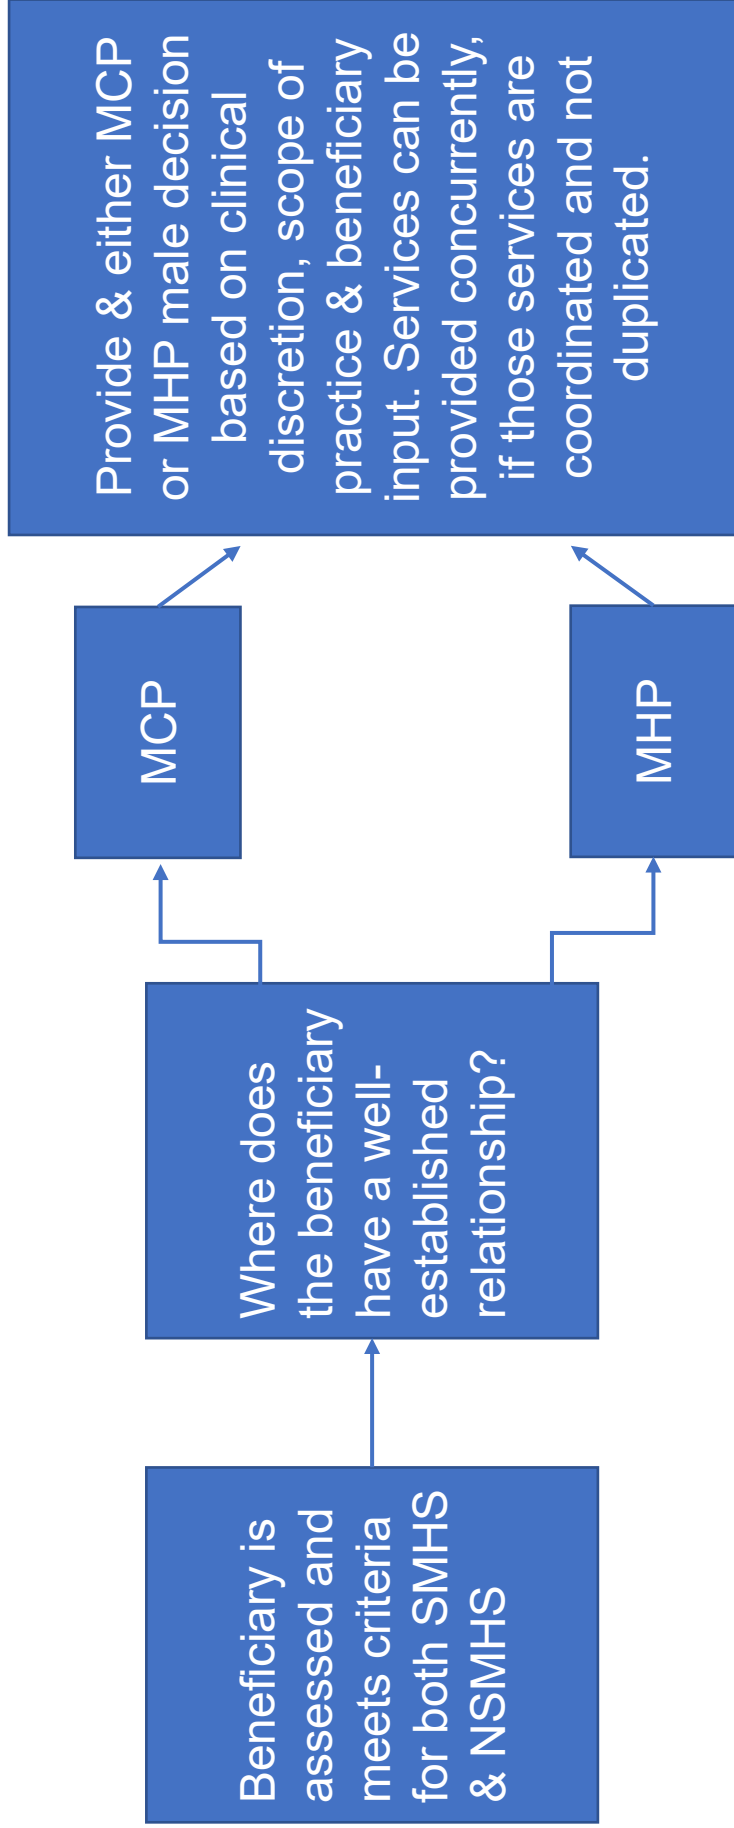 Beneficiary is
assessed and
meets criteria
for both SMHS
& NSMHS
Where does
the beneficiary
have a well-
established
relationship?
MCP
MHP
Provide & either MCP
or MHP male decision
based on clinical
discretion, scope of
practice & beneficiary
input. Services can be
provided concurrently,
if those services are
coordinated and not
duplicated.